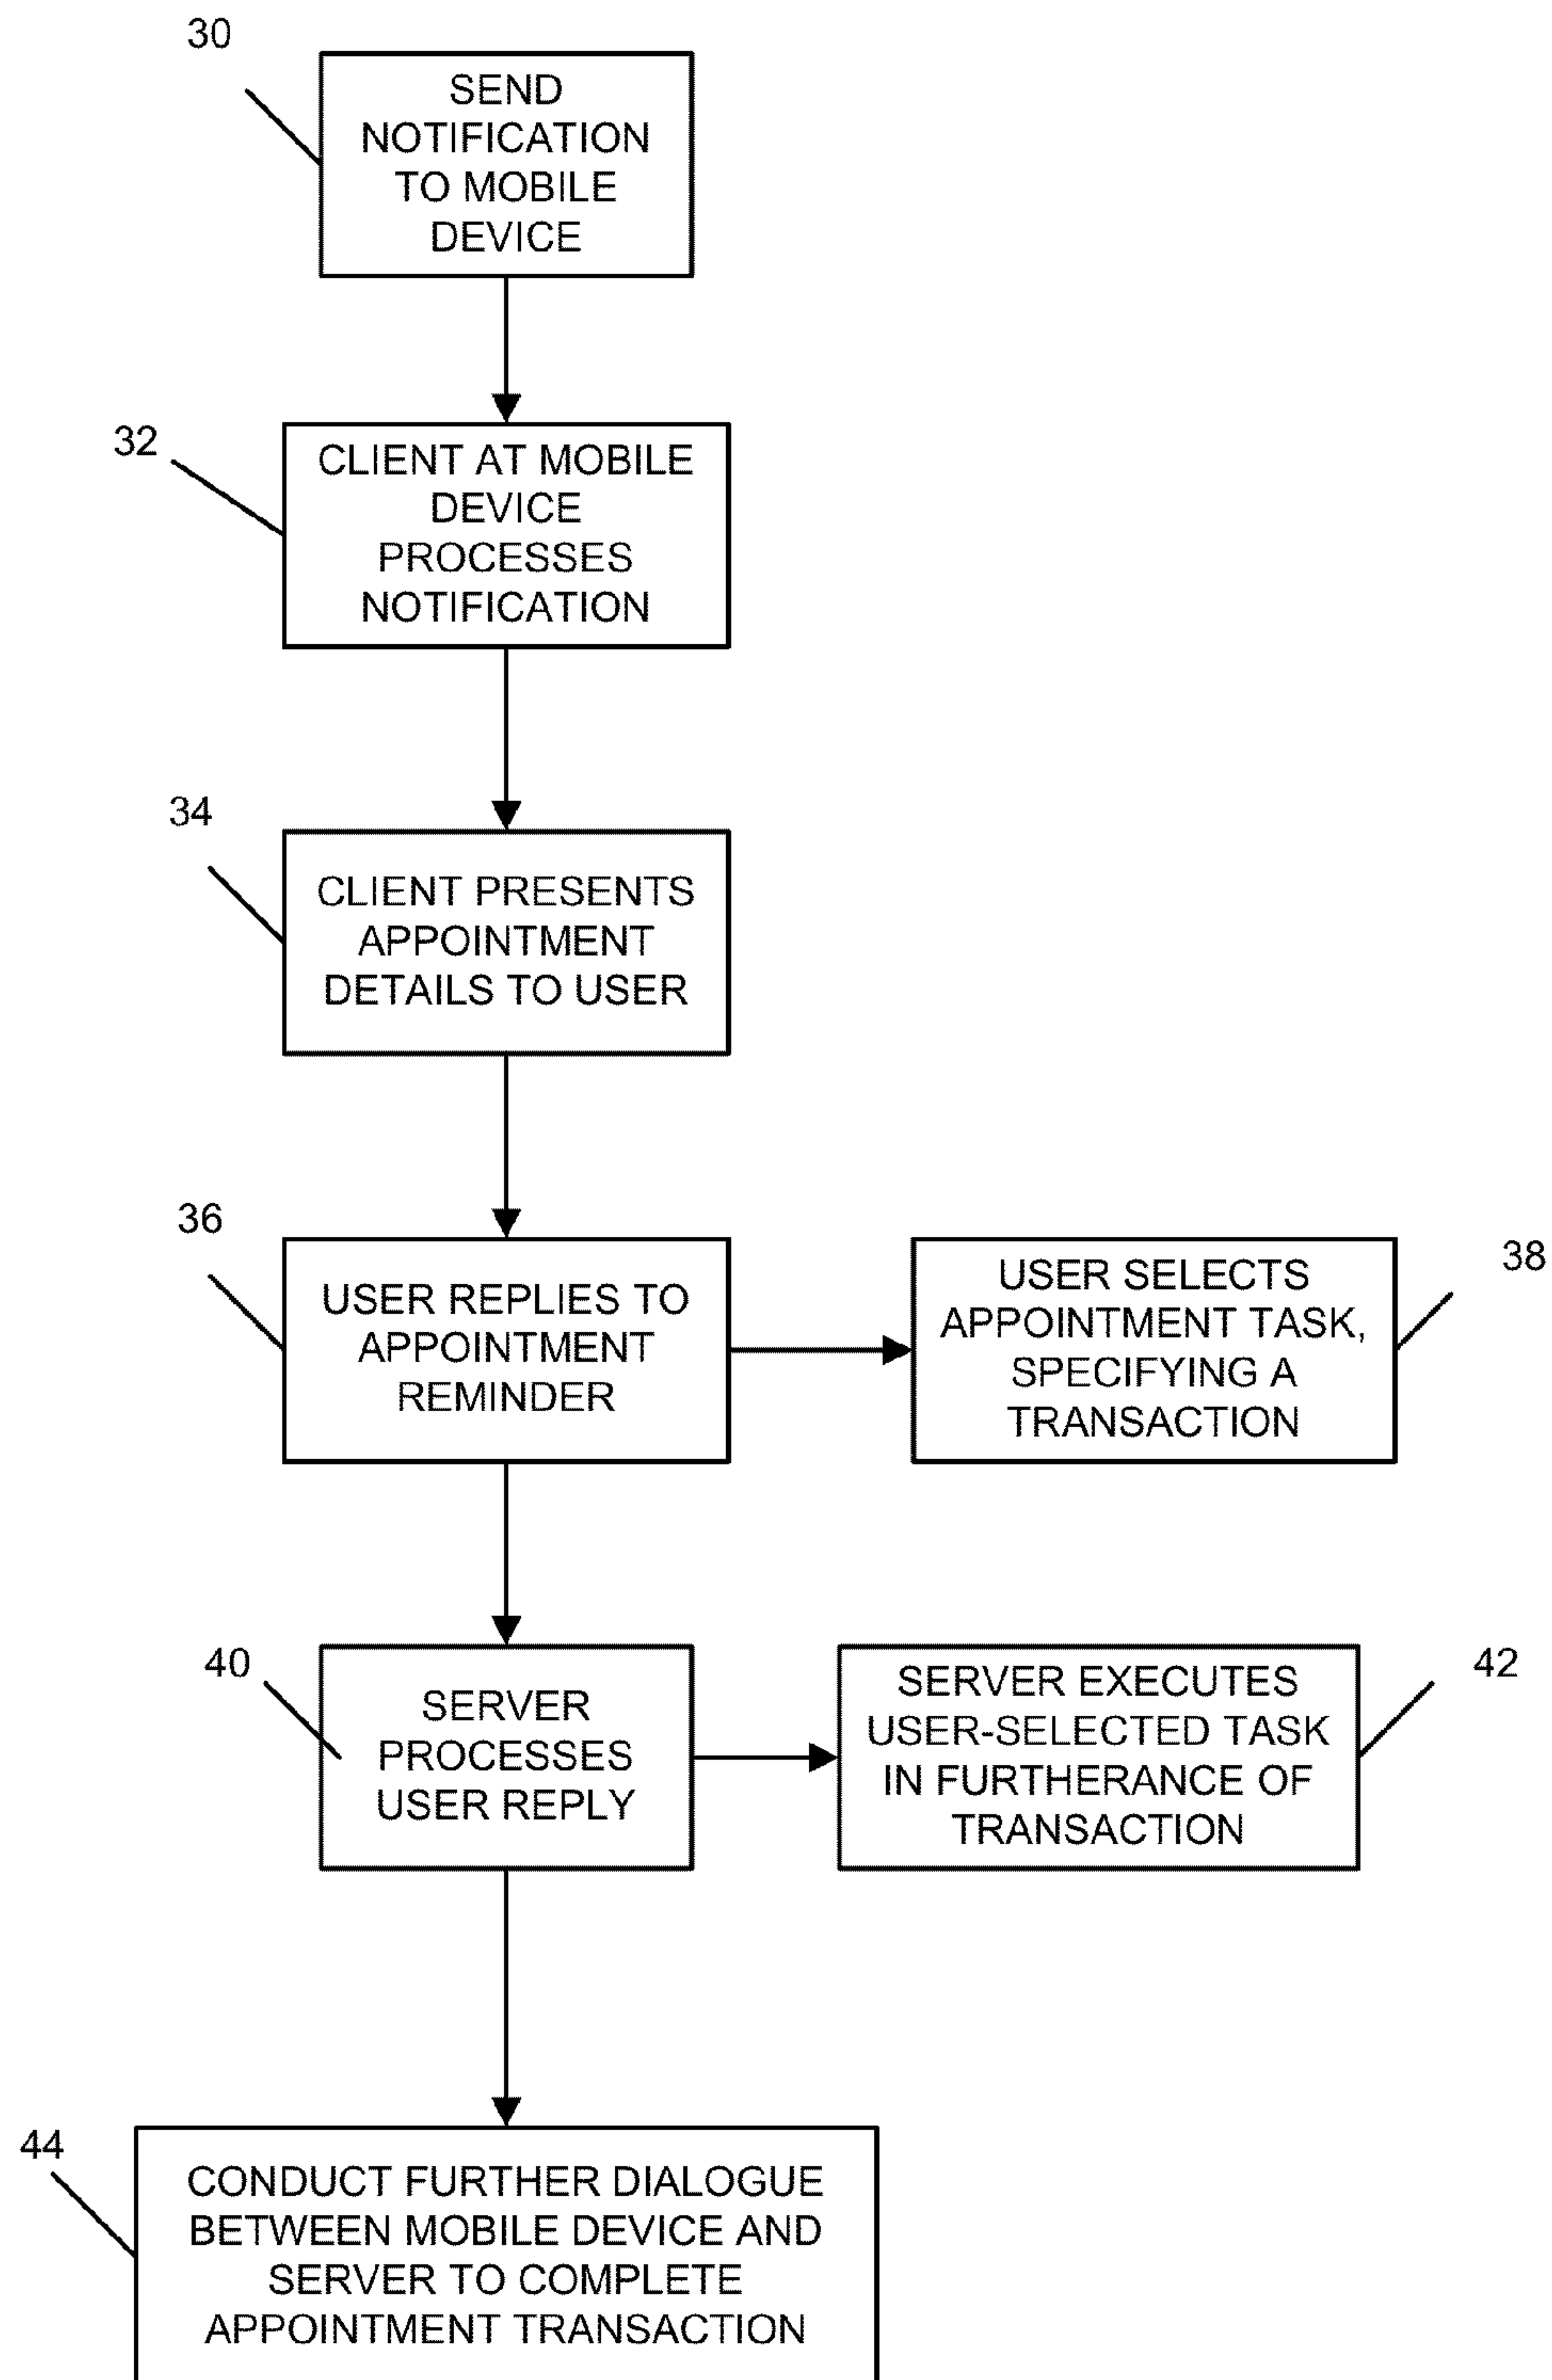 30
SEND
NOTIFICATION
TO MOBILE
DEVICE
32
CLIENT AT MOBILE
DEVICE
PROCESSES
NOTIFICATION
34
CLIENT PRESENTS
APPOINTMENT
DETAILS TO USER
36
USER REPLIES TO
APPOINTMENT
REMINDER
38
USER SELECTS
APPOINTMENT TASK,
SPECIFYING A
TRANSACTION
40
SERVER
PROCESSES
USER REPLY
42
SERVER EXECUTES
USER-SELECTED TASK
IN FURTHERANCE OF
TRANSACTION
44
CONDUCT FURTHER DIALOGUE
BETWEEN MOBILE DEVICE AND
SERVER TO COMPLETE
APPOINTMENT TRANSACTION